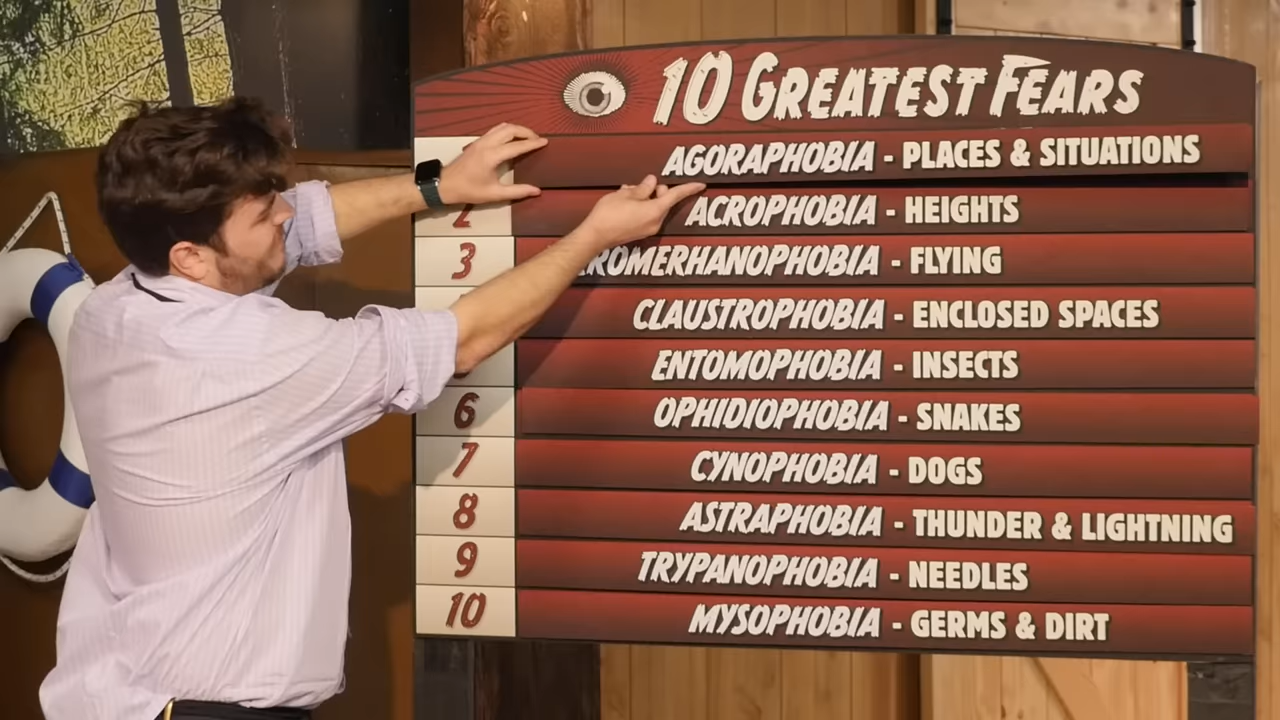 10 GREATEST FEARS
AGORAPHOBIA - PLACES & SITUATIONS
2 ACROPHOBIA - HEIGHTS
3 - FLYING
CLAUSTROPHOBIA - ENCLOSED SPACES
ENTOMOPHOBIA - INSECTS
6 OPHIDIOPHOBIA - SNAKES
7 CYNOPHOBIA - DOGS
8 ASTRAPHOBIA - THUNDER & LIGHTNING
9 TRYPANOPHOBIA - NEEDLES
10 MYSOPHOBIA - GERMS & DIRT